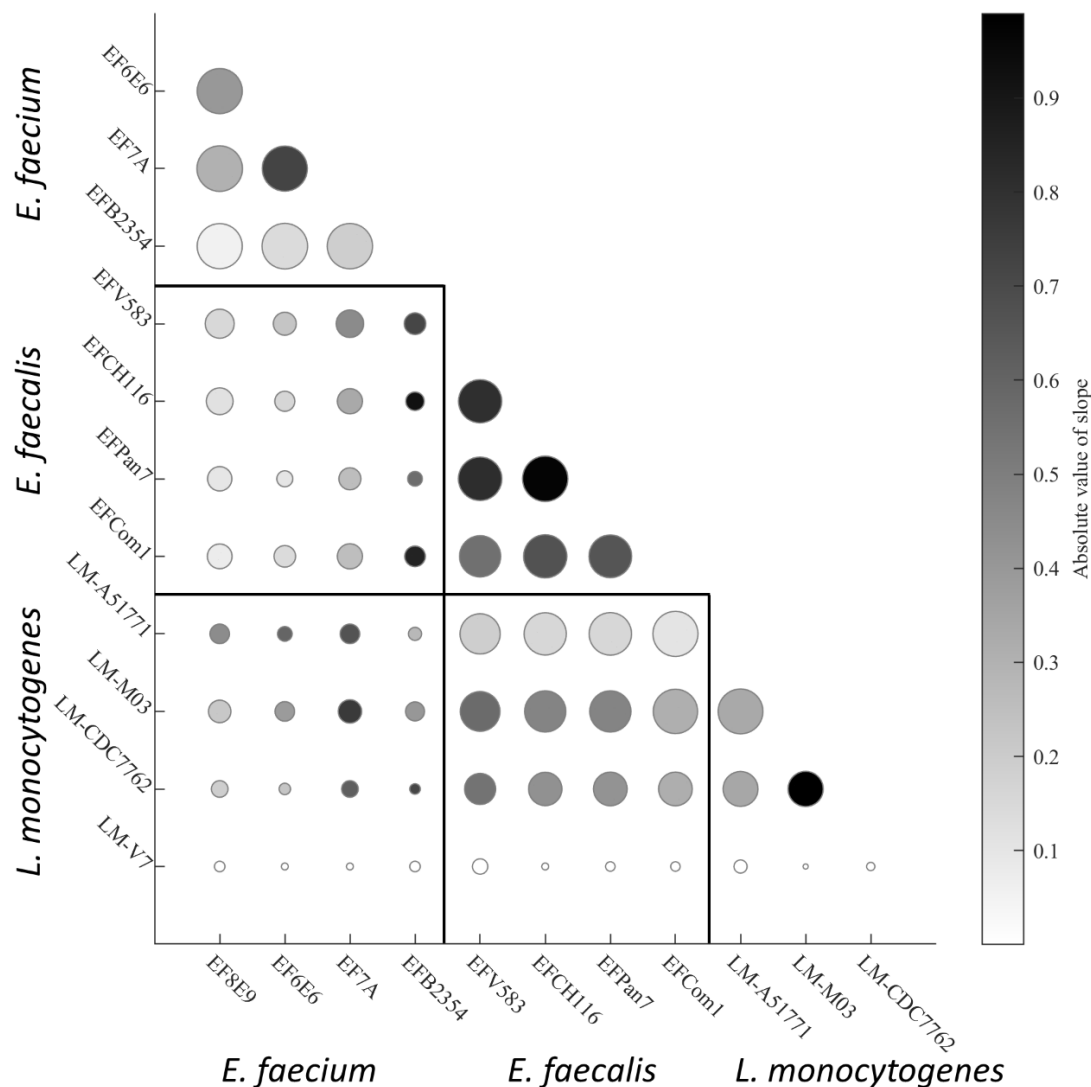 E. faecium
E. faecalis
L. monocytogenes
EF6E6
EF7A
EFB2354
EFV583
EFCH116
EFPan7
EFCom1
LM-A51771
LM-M03
LM-CDC7762
LM-V7
EF8E9
EF6E6
EF7A
EFB2354
EFV583
EFCH116
EFPan7
EFCom1
LM-A51771
LM-M03
LM-CDC7762
E. faecium
E. faecalis
L. monocytogenes
0.9
0.8
0.7
0.6
0.5
0.4
0.3
0.2
0.1
Absolute value of slope